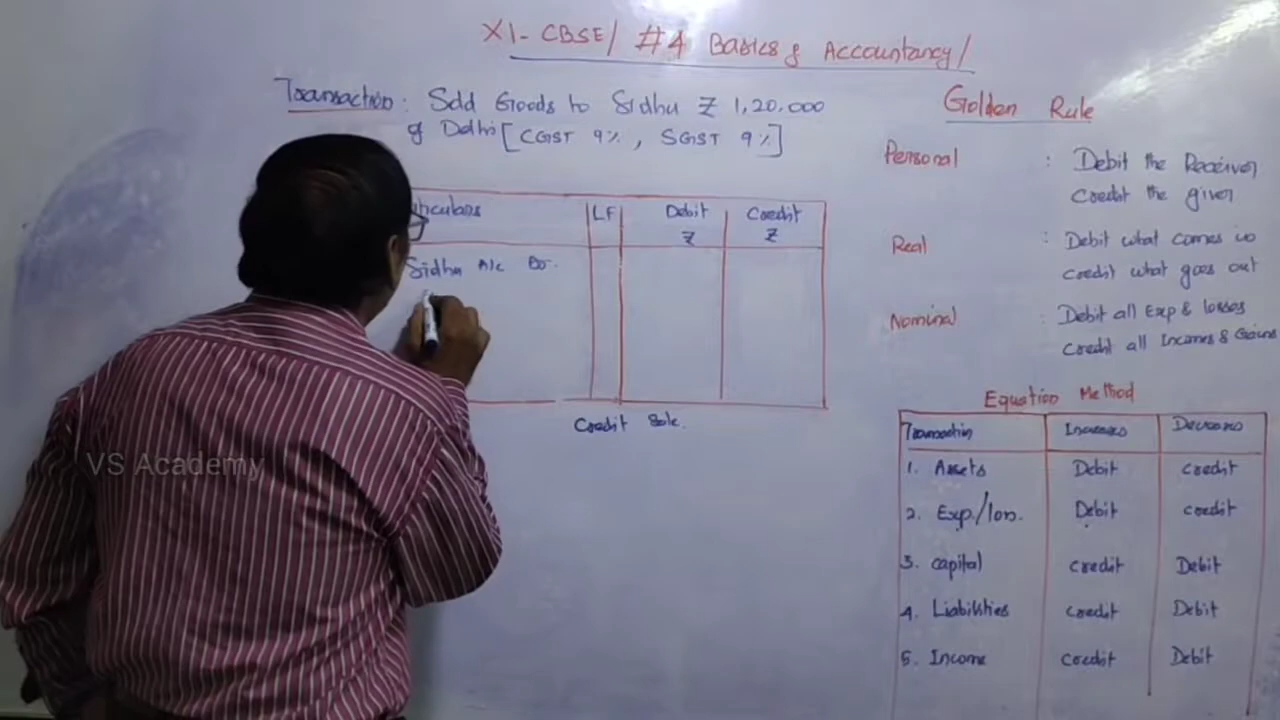 XI- CBSE/ #4 Basics of Accountancy/
Transaction : Sold Goods to Sidhu ₹ 1,20,000
of Delhi [CGST 9%, SGST 9%]
ticulars LF Debit ₹ Credit ₹
Sidhu A/c Dr.
Credit Sale.
Golden Rule
Personal : Debit the Receiver
Credit the giver
Real : Debit what comes in
Credit what goes out
Nominal : Debit all Exp & losses
Credit all Incomes & Gains
Equation Method
Transaction Increases Decreases
1. Assets Debit Credit
2. Exp./loss. Debit Credit
3. Capital Credit Debit
4. Liabilities Credit Debit
5. Income Credit Debit
VS Academy